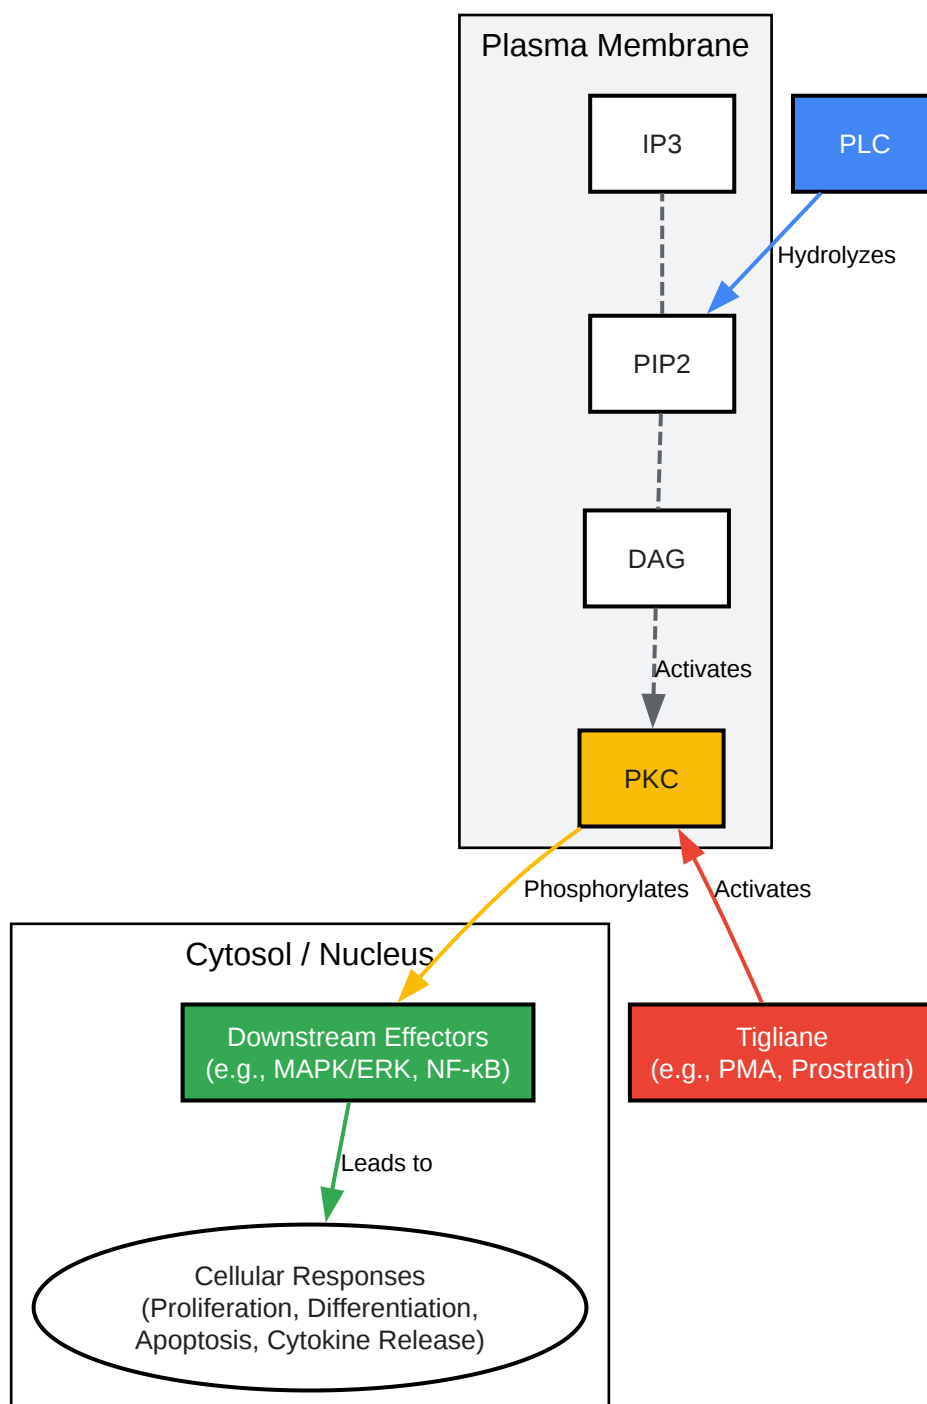 Plasma Membrane
IP3
PLC
Hydrolyzes
PIP2
DAG
Activates
PKC
Phosphorylates
Activates
Cytosol / Nucleus
Downstream Effectors
(e.g., MAPK/ERK, NF-κB)
Tigliane
(e.g., PMA, Prostratin)
Leads to
Cellular Responses
(Proliferation, Differentiation,
Apoptosis, Cytokine Release)